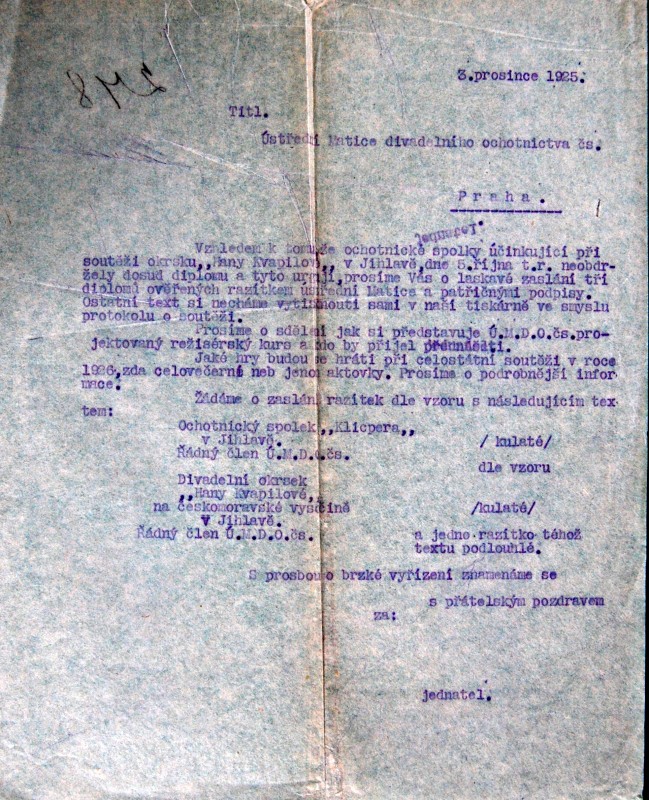 3.prosince 1925.
Titl.
Ústřední Matice divadelního ochotnictva čs.
Praha.
Vzhledem k tomu,že ochotnické spolky účinkující při
soutěži okrsku,,Hany Kvapilov,, v Jihlavě,dne 5.října t.r. neobdr-
žely dosud diplomu a tyto urgují,prosíme Vás o laskavé zaslání tří
diplomů ověřených razítkem ústřední Matice a patřičnými podpisy.
Ostatní text si necháme vytisknouti sami v naší tiskárně ve smyslu
protokolu o soutěži.
Prosíme o sdělní jak si představuje Ú.M.D.O.čs.pro-
jektovaný režisérský kurs a kdo by přijel
Jaké hry budou se hráti při celostátní soutěži v roce
1926,zda celovečerné neb jenom aktovky. Prosíme o podrobnější infor-
mace.
Žádáme o zaslání razítek dle vzoru s následujícím tex-
tem:
Ochotnický spolek ,,Klicpera,,
v Jihlavě. / kulaté/
Řádný člen Ú.M.D.O.čs.
dle vzoru
Divadelní okrsek
,,Hany Kvapilové,,
na českomoravské vysočině /kulaté/
v Jihlavě.
Řádný člen Ú.M.D.O.čs. a jedno razítko téhož
textu podlouhlé.
S prosbou o brzké vyřízení znamenáme se
s přátelským pozdravem
za:
jednatel.